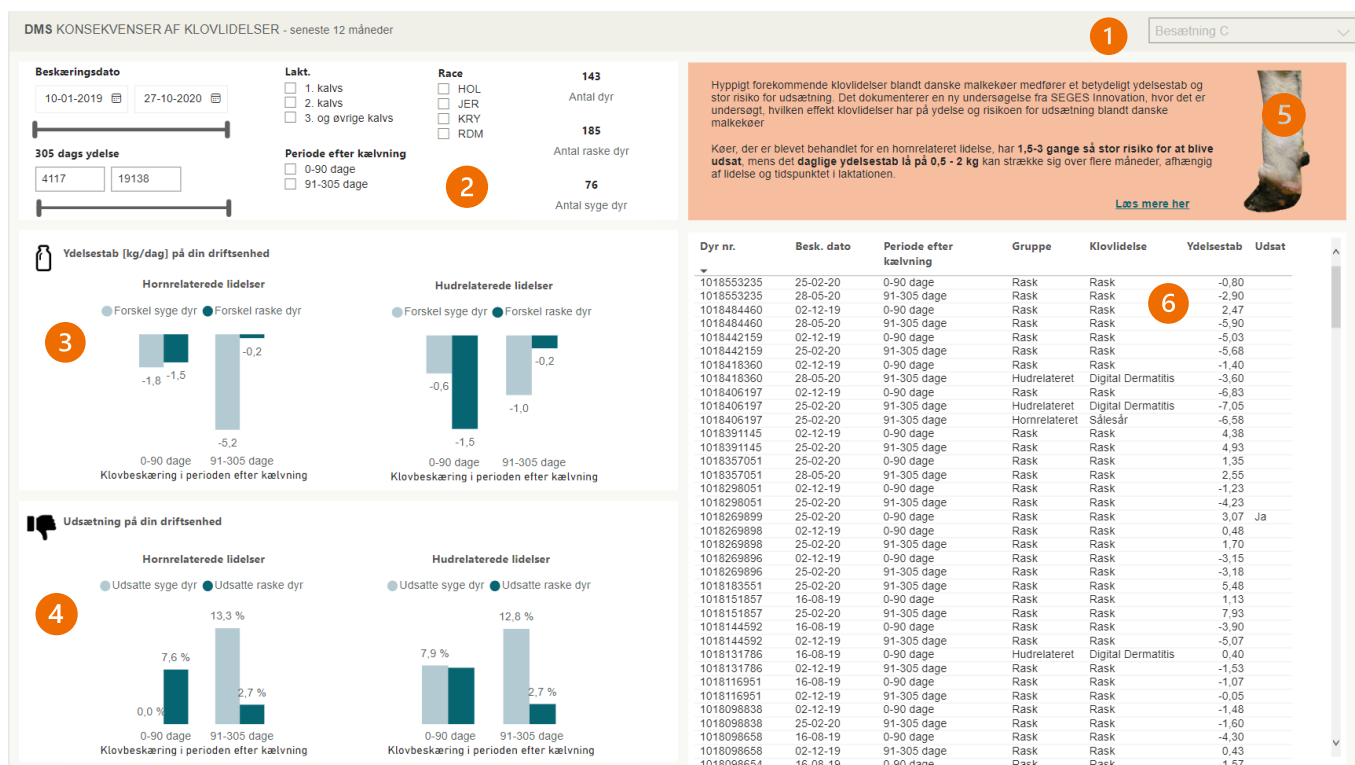 DMS KONSEKVENSER AF KLOVLIDELSER - seneste 12 måneder
1
Besætning C
Beskæringsdato
10-01-2019
27-10-2020
305 dags ydelse
4117
19138
Lakt.
1. kalvs
2. kalvs
3. og øvrige kalvs
Periode efter kælvning
0-90 dage
91-305 dage
Race
HOL
JER
KRY
RDM
2
143
Antal dyr
185
Antal raske dyr
76
Antal syge dyr
Hyppigt forekommende klovlidelser blandt danske malkekøer medfører et betydeligt ydelsestab og
stor risiko for udsætning. Det dokumenterer en ny undersøgelse fra SEGES Innovation, hvor det er
undersøgt, hvilken effekt klovlidelser har på ydelse og risikoen for udsætning blandt danske
malkekøer
Køer, der er blevet behandlet for en hornrelateret lidelse, har 1,5-3 gange så stor risiko for at blive
udsat, mens det daglige ydelsestab lå på 0,5 - 2 kg kan strække sig over flere måneder, afhængig
af lidelse og tidspunktet i laktationen.
Læs mere her
5
Ydelsestab [kg/dag] på din driftsenhed
3
Hornrelaterede lidelser
Forskel syge dyr Forskel raske dyr
-1,8 -1,5 -5,2 -0,2
0-90 dage 91-305 dage
Klovbeskæring i perioden efter kælvning
Hudrelaterede lidelser
Forskel syge dyr Forskel raske dyr
-0,6 -1,5 -1,0 -0,2
0-90 dage 91-305 dage
Klovbeskæring i perioden efter kælvning
Udsætning på din driftsenhed
4
Hornrelaterede lidelser
Udsatte syge dyr Udsatte raske dyr
0,0 % 7,6 % 13,3 % 2,7 %
0-90 dage 91-305 dage
Klovbeskæring i perioden efter kælvning
Hudrelaterede lidelser
Udsatte syge dyr Udsatte raske dyr
7,9 % 12,8 % 2,7 %
0-90 dage 91-305 dage
Klovbeskæring i perioden efter kælvning
6
Dyr nr. Besk. dato Periode efter kælvning Gruppe Klovlidelse Ydelsestab Udsat
1018553235 25-02-20 0-90 dage Rask Rask -0,80
1018553235 28-05-20 91-305 dage Rask Rask -2,90
1018484460 02-12-19 0-90 dage Rask Rask 2,47
1018484460 28-05-20 91-305 dage Rask Rask -5,90
1018442159 02-12-19 0-90 dage Rask Rask -5,03
1018442159 25-02-20 91-305 dage Rask Rask -5,68
1018418360 02-12-19 0-90 dage Rask Rask -1,40
1018418360 28-05-20 91-305 dage Hudrelateret Digital Dermatitis -3,60
1018406197 02-12-19 0-90 dage Rask Rask -6,83
1018406197 25-02-20 91-305 dage Hudrelateret Digital Dermatitis -7,05
1018406197 25-02-20 91-305 dage Hornrelateret Sålesår -6,58
1018391145 02-12-19 0-90 dage Rask Rask 4,38
1018391145 25-02-20 91-305 dage Rask Rask 4,93
1018357051 25-02-20 0-90 dage Rask Rask 1,35
1018357051 28-05-20 91-305 dage Rask Rask 2,55
1018298051 02-12-19 0-90 dage Rask Rask -1,23
1018298051 25-02-20 91-305 dage Rask Rask -4,23
1018269899 25-02-20 0-90 dage Rask Rask 3,07 Ja
1018269898 02-12-19 0-90 dage Rask Rask 0,48
1018269898 25-02-20 91-305 dage Rask Rask 1,70
1018269896 02-12-19 0-90 dage Rask Rask -3,15
1018269896 25-02-20 91-305 dage Rask Rask -3,18
1018183551 25-02-20 91-305 dage Rask Rask 5,48
1018151857 16-08-19 0-90 dage Rask Rask 1,13
1018151857 25-02-20 91-305 dage Rask Rask 7,93
1018144592 16-08-19 0-90 dage Rask Rask -3,90
1018144592 02-12-19 91-305 dage Rask Rask -5,07
1018131786 16-08-19 0-90 dage Hudrelateret Digital Dermatitis 0,40
1018131786 02-12-19 91-305 dage Rask Rask -1,53
1018116951 16-08-19 0-90 dage Rask Rask -1,07
1018116951 02-12-19 91-305 dage Rask Rask -0,05
1018098838 02-12-19 0-90 dage Rask Rask -1,48
1018098838 25-02-20 91-305 dage Rask Rask -1,60
1018098658 16-08-19 0-90 dage Rask Rask -4,30
1018098658 02-12-19 91-305 dage Rask Rask 0,43
1018098654 16-08-19 0-90 dage Rask Rask -1,57